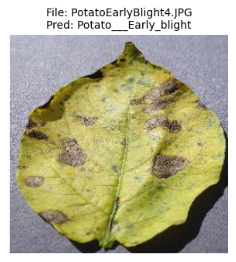 File: PotatoEarlyBlight4.JPG
Pred: Potato___Early_blight